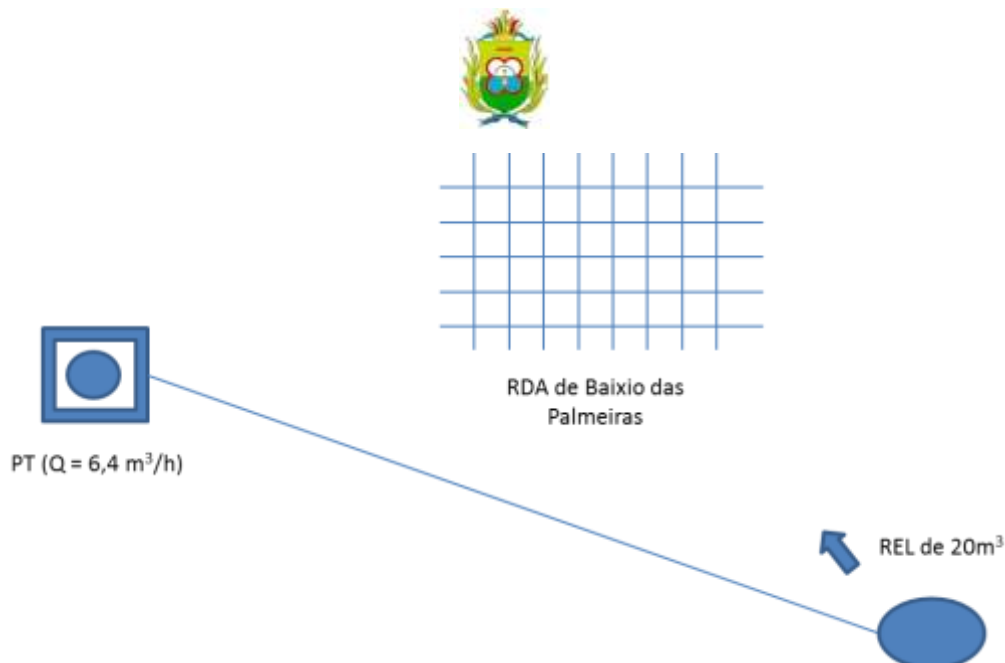 RDA de Baixio das
Palmeiras
PT (Q = 6,4 m³/h)
REL de 20m³